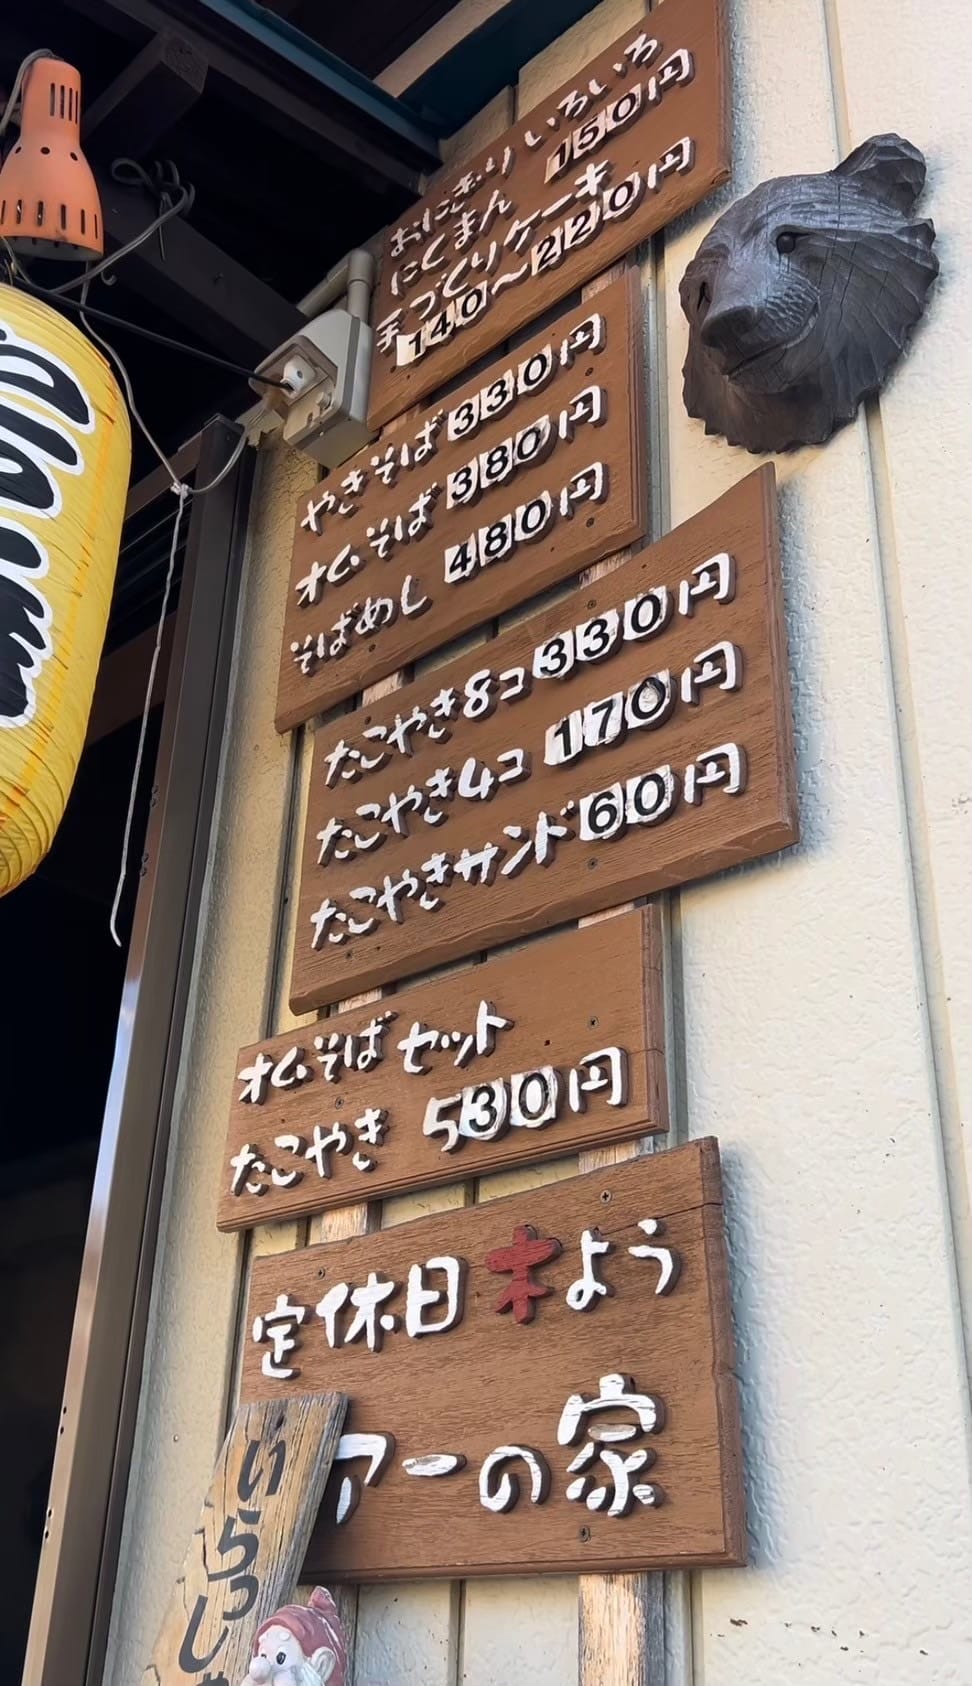 おにぎり いろいろ
にくまん 150円
手づくりケーキ
140〜220円
やきそば 330円
オムそば 380円
そばめし 480円
たこやき8コ 330円
たこやき4コ 170円
たこやきサンド 60円
オムそば セット
たこやき 530円
定休日 木よう
アーの家
いらっし